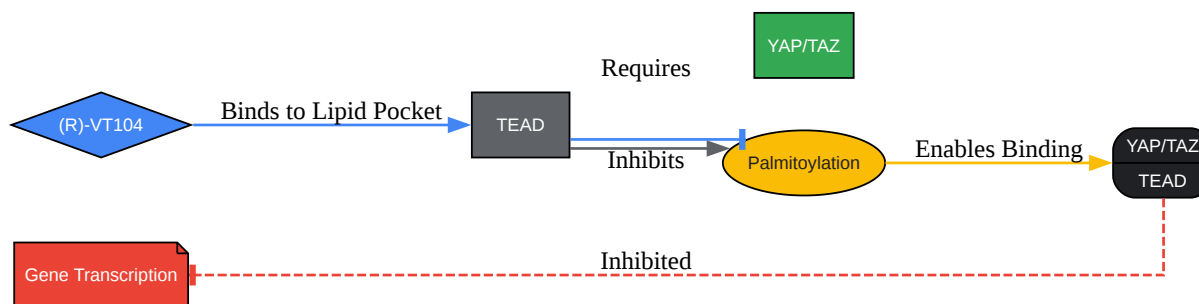 YAP/TAZ
Requires
(R)-VT104
Binds to Lipid Pocket
TEAD
Inhibits
Palmitoylation
Enables Binding
YAP/TAZ
TEAD
Gene Transcription
Inhibited